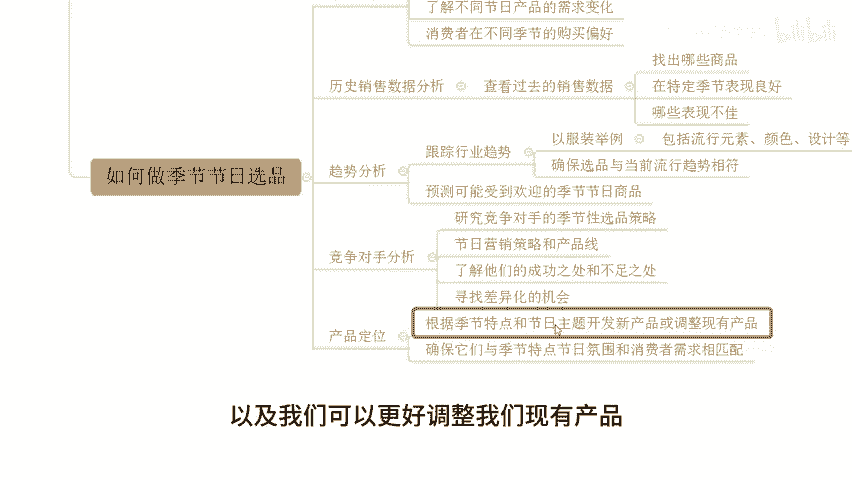 了解不同节日产品的需求变化
消费者在不同季节的购买偏好
历史销售数据分析
查看过去的销售数据
找出哪些商品
在特定季节表现良好
哪些表现不佳
如何做季节节日选品
趋势分析
跟踪行业趋势
以服装举例
包括流行元素、颜色、设计等
确保选品与当前流行趋势相符
预测可能受到欢迎的季节节日商品
竞争对手分析
研究竞争对手的季节性选品策略
节日营销策略和产品线
了解他们的成功之处和不足之处
寻找差异化的机会
产品定位
根据季节特点和节日主题开发新产品或调整现有产品
确保它们与季节特点节日氛围和消费者需求相匹配
以及我们可以更好调整我们现有产品
bilibili